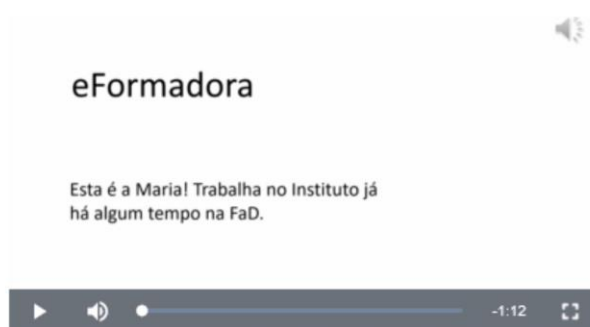 eFormadora
Esta é a Maria! Trabalha no Instituto já
há algum tempo na FaD.
-1:12